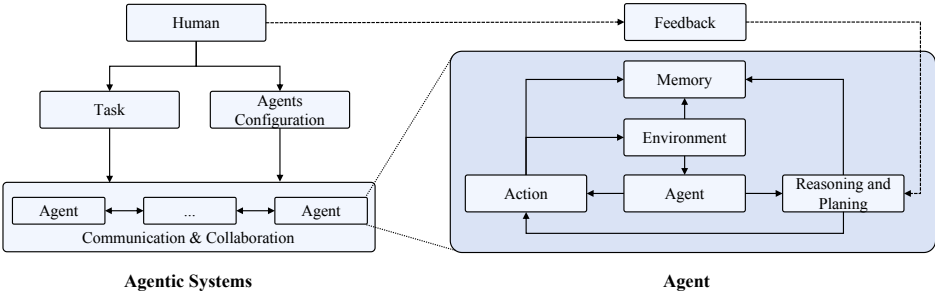 Human
Feedback
Task
Agents
Configuration
Agent
...
Agent
Communication & Collaboration
Agentic Systems
Memory
Environment
Action
Agent
Reasoning and
Planing
Agent